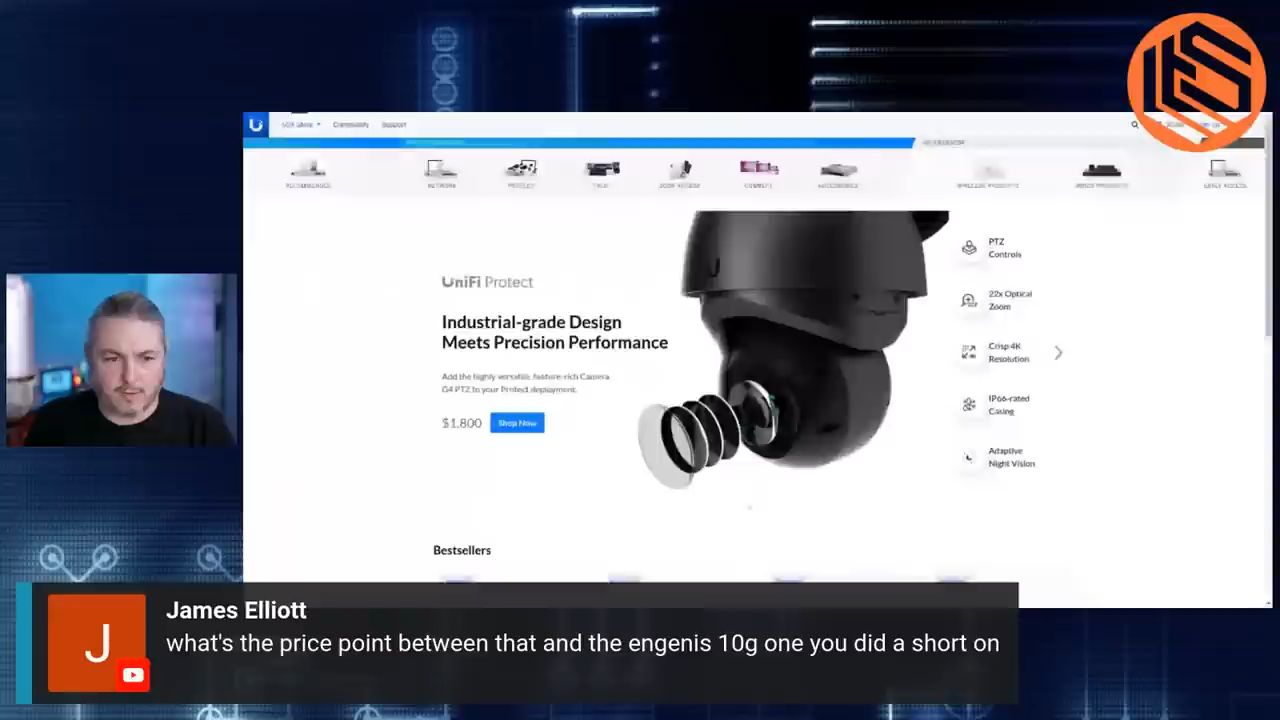 Community
Support
NETWORK
UniFi Protect
Industrial-grade Design
Meets Precision Performance
Add the highly versatile, feature-rich Camera
G4 PTZ to your Protect deployment.
$1,800
Shop Now
PTZ
Controls
22x Optical
Zoom
Crisp 4K
Resolution
IP66-rated
Casing
Adaptive
Night Vision
Bestsellers
J
James Elliott
what's the price point between that and the engenis 10g one you did a short on